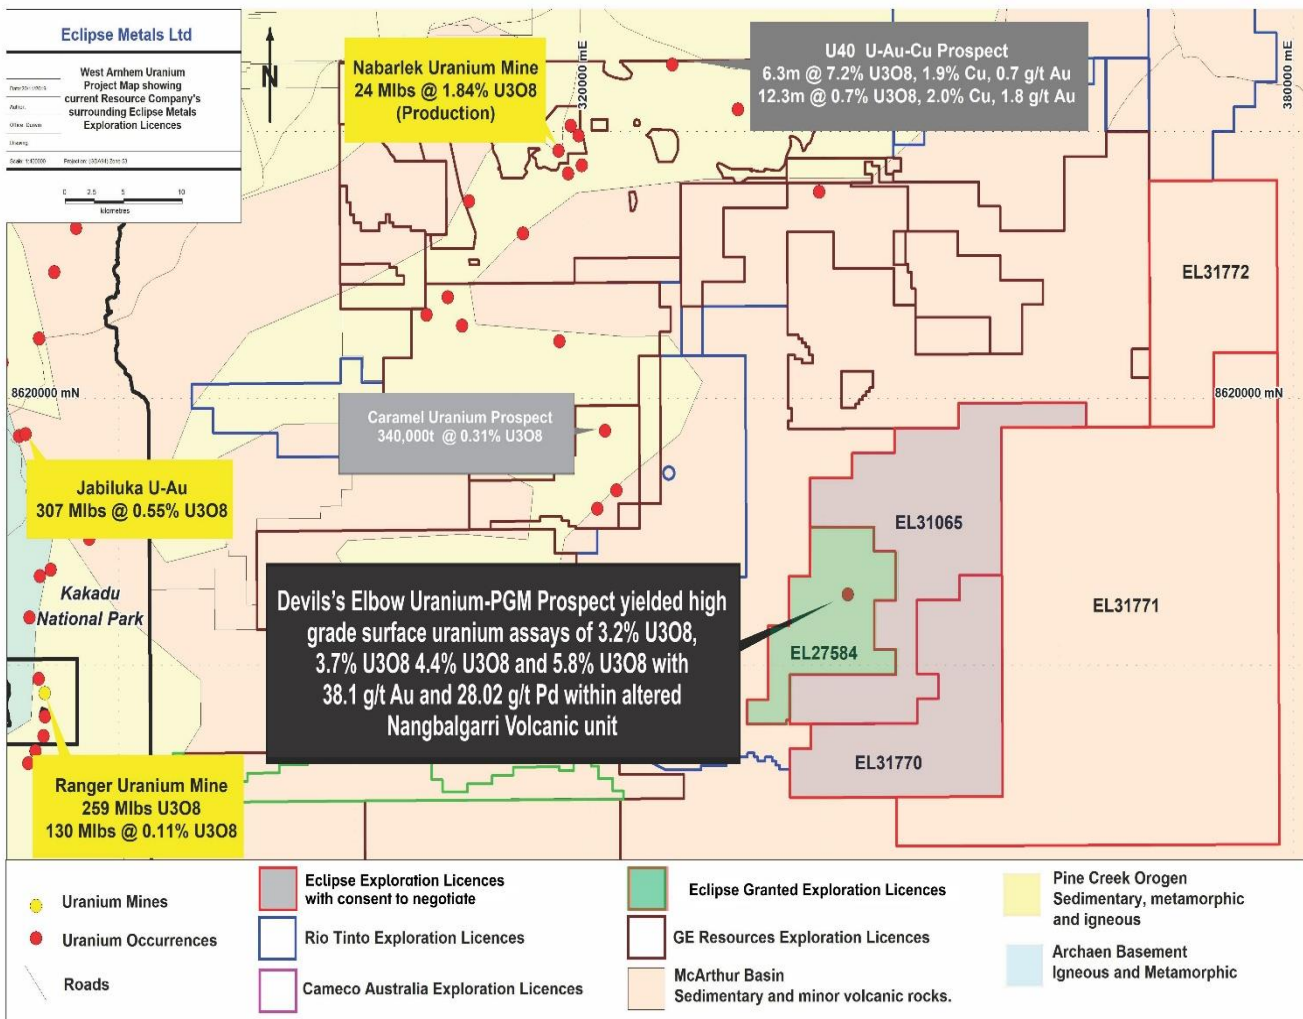 Eclipse Metals Ltd
West Arnhem Uranium
Project Map showing
current Resource Company's
surrounding Eclipse Metals
Exploration Licences
Author:
Drawing:
0 2.5 5 10
kilometres
N
Nabarlek Uranium Mine
24 Mlbs @ 1.84% U3O8
(Production)
320000 mE
U40 U-Au-Cu Prospect
6.3m @ 7.2% U3O8, 1.9% Cu, 0.7 g/t Au
12.3m @ 0.7% U3O8, 2.0% Cu, 1.8 g/t Au
380000 mE
EL31772
8620000 mN
8620000 mN
Caramel Uranium Prospect
340,000t @ 0.31% U3O8
Jabiluka U-Au
307 Mlbs @ 0.55% U3O8
EL31065
Kakadu
National Park
Devils's Elbow Uranium-PGM Prospect yielded high
grade surface uranium assays of 3.2% U3O8,
3.7% U3O8 4.4% U3O8 and 5.8% U3O8 with
38.1 g/t Au and 28.02 g/t Pd within altered
Nangbalgarri Volcanic unit
EL31771
EL27584
EL31770
Ranger Uranium Mine
259 Mlbs U3O8
130 Mlbs @ 0.11% U3O8
Uranium Mines
Uranium Occurrences
Roads
Eclipse Exploration Licences
with consent to negotiate
Rio Tinto Exploration Licences
Cameco Australia Exploration Licences
Eclipse Granted Exploration Licences
GE Resources Exploration Licences
McArthur Basin
Sedimentary and minor volcanic rocks.
Pine Creek Orogen
Sedimentary, metamorphic
and igneous
Archaen Basement
Igneous and Metamorphic